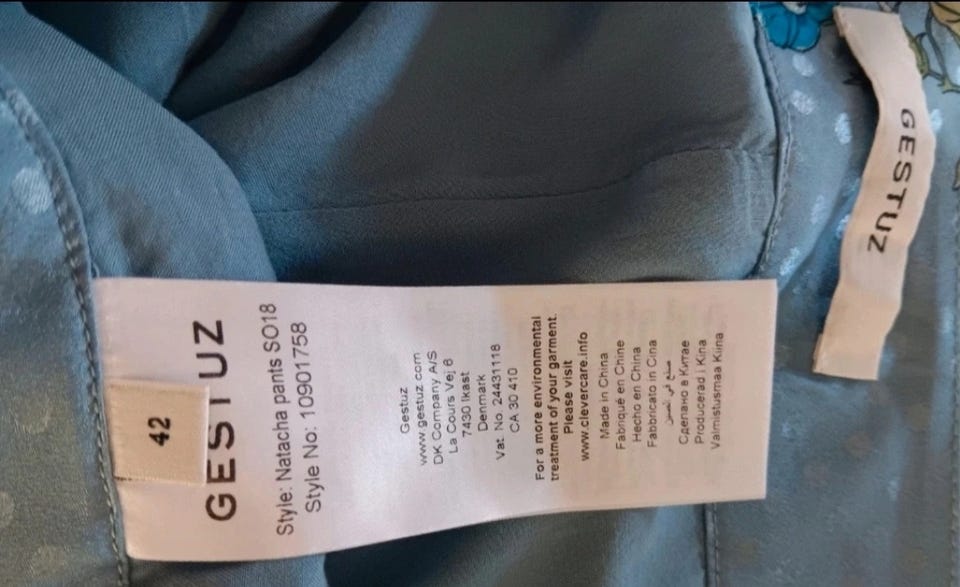 42
GESTUZ
Style: Natacha pants SO18
Style No: 10901758
Gestuz
www.gestuz.com
DK Company A/S
La Cours Vej 6
7430 Ikast
Denmark
Vat. No. 24431118
CA 30 410
For a more environmental
treatment of your garment.
Please visit
www.clevercare.info
Made in China
Fabriqué en Chine
Hecho en China
Fabbricato in Cina
صنع في الصين
Сделано в Китае
Producerad i Kina
Valmistusmaa Kiina
GESTUZ